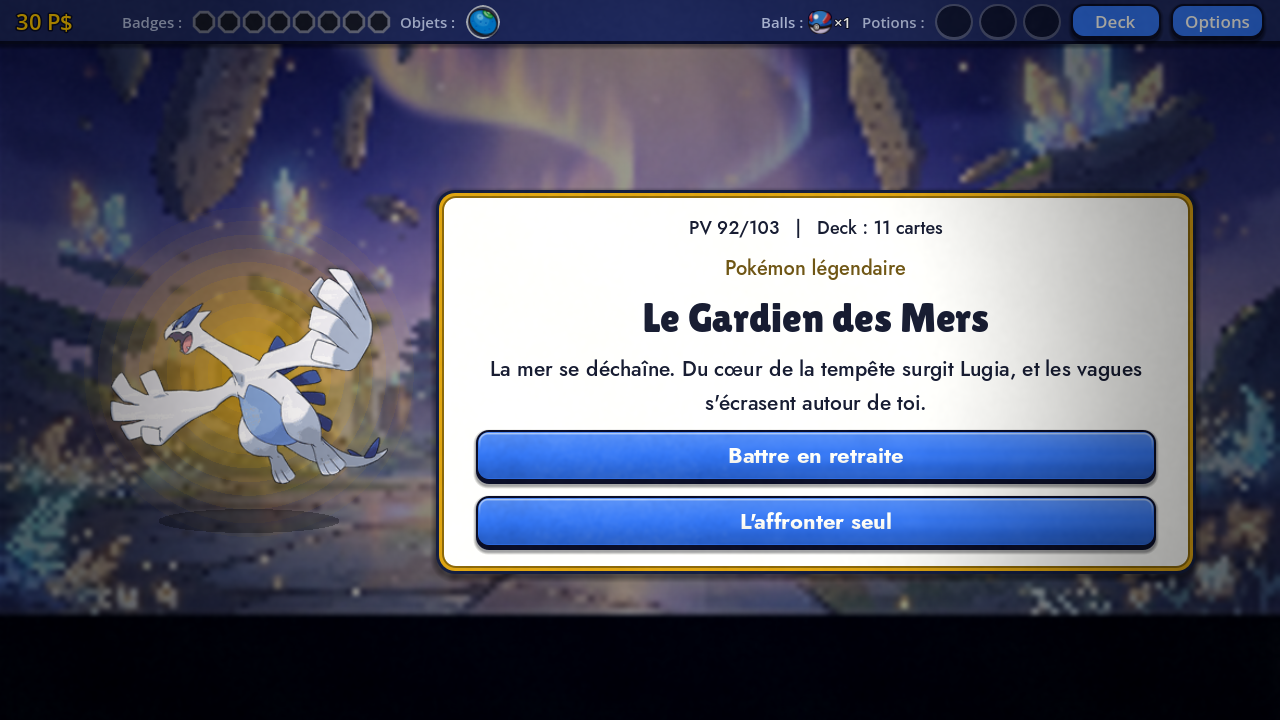 30 P$ Badges : Objets : Balls : ×1 Potions : Deck Options
PV 92/103 | Deck : 11 cartes
Pokémon légendaire
Le Gardien des Mers
La mer se déchaîne. Du cœur de la tempête surgit Lugia, et les vagues
s'écrasent autour de toi.
Battre en retraite
L'affronter seul